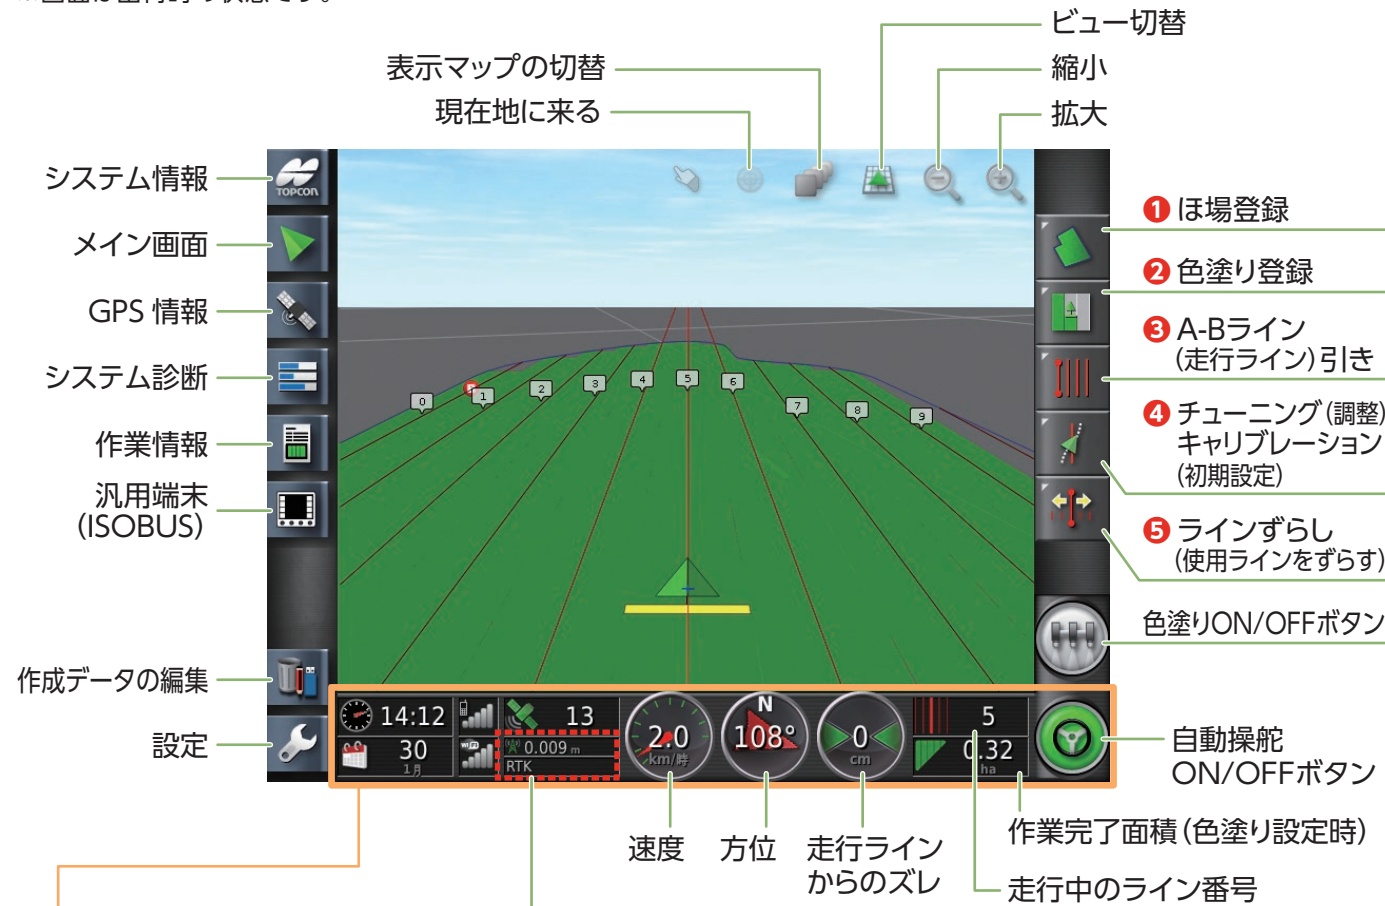 ビュー切替
表示マップの切替
縮小
現在地に来る
拡大
システム情報
メイン画面
GPS 情報
システム診断
作業情報
汎用端末
(ISOBUS)
作成データの編集
設定
TOPCON
0
1
2
3
4
5
6
7
8
9
❶ ほ場登録
❷ 色塗り登録
❸ A-Bライン
(走行ライン)引き
❹ チューニング(調整)
キャリブレーション
(初期設定)
❺ ラインずらし
(使用ラインをずらす)
色塗りON/OFFボタン
自動操舵
ON/OFFボタン
14:12
30
1月
WiFi
13
0.009 m
RTK
2.0
km/時
N
108°
0
cm
5
0.32
ha
速度
方位
走行ライン
からのズレ
作業完了面積(色塗り設定時)
走行中のライン番号